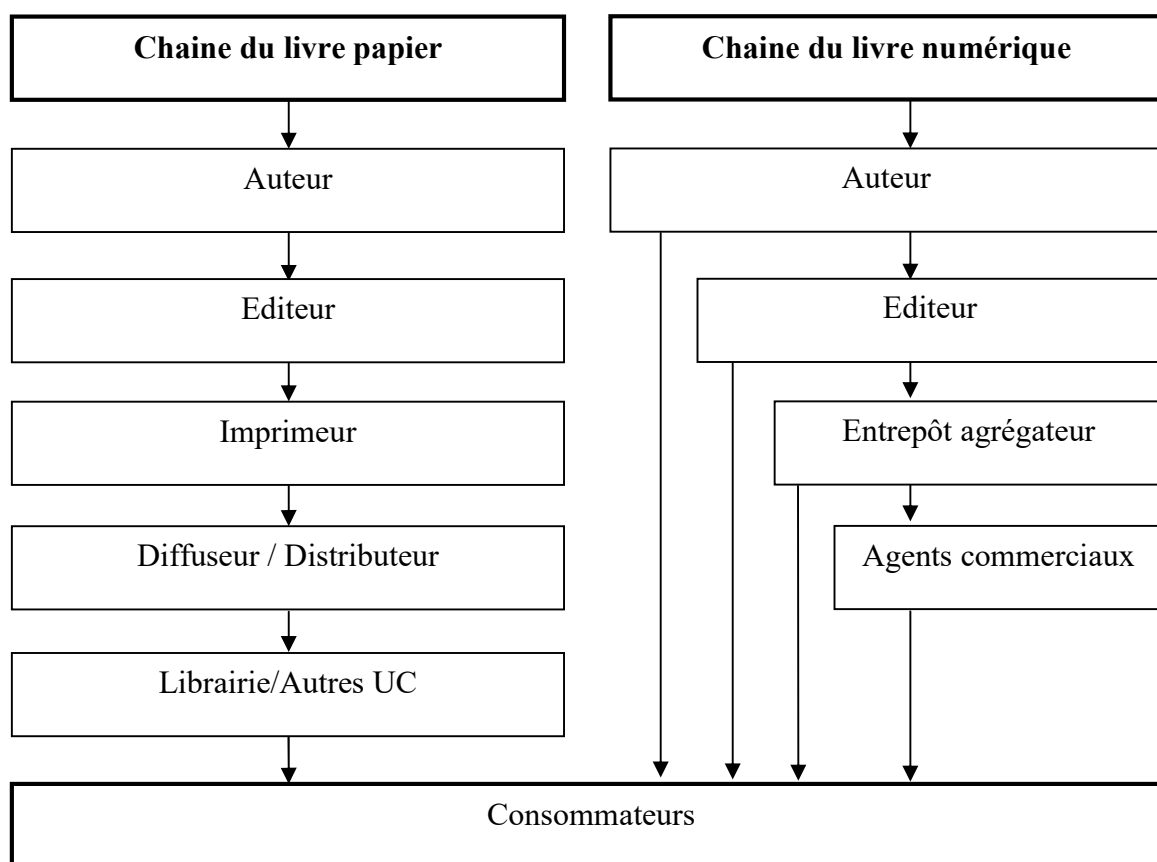 Chaine du livre papier
Auteur
Editeur
Imprimeur
Diffuseur / Distributeur
Librairie/Autres UC
Chaine du livre numérique
Auteur
Editeur
Entrepôt agrégateur
Agents commerciaux
Consommateurs